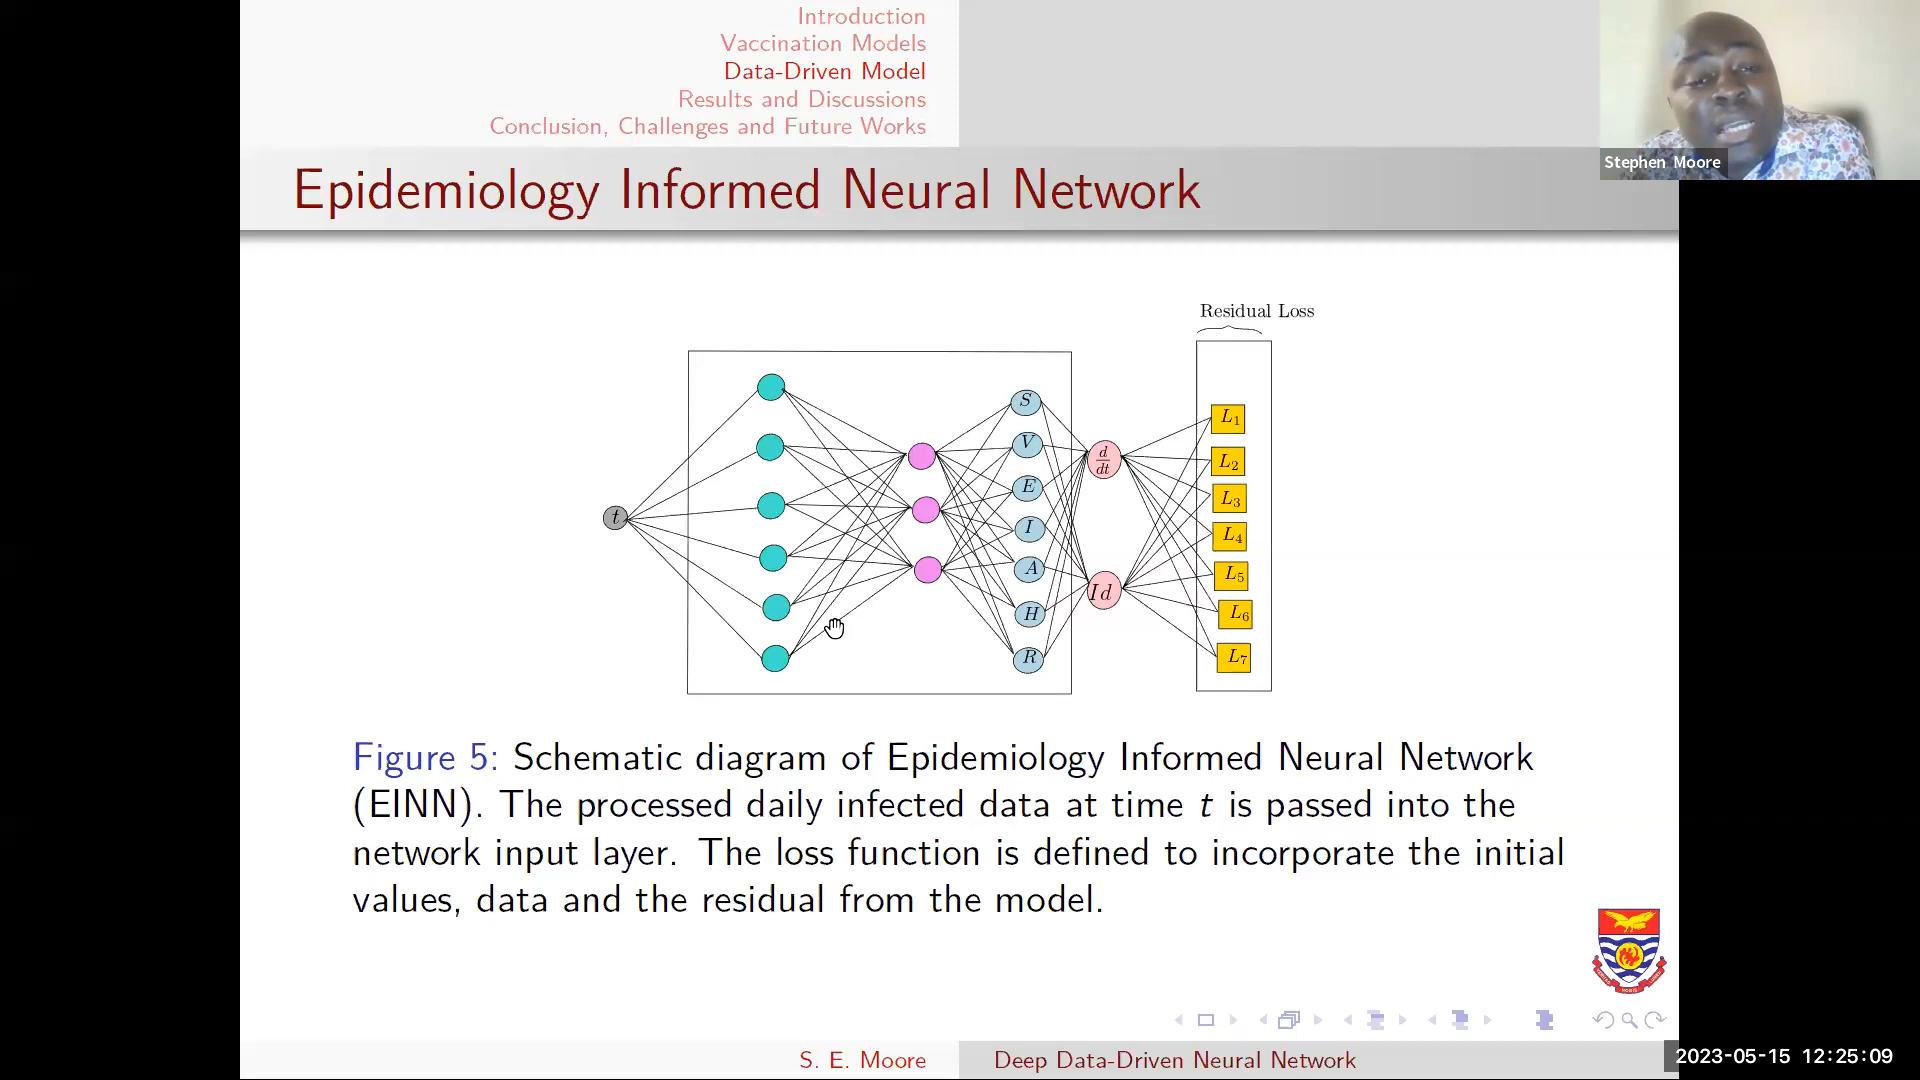 Introduction
Vaccination Models
Data-Driven Model
Results and Discussions
Conclusion, Challenges and Future Works
Stephen Moore
Epidemiology Informed Neural Network
Residual Loss
t
S
V
E
I
A
H
R
d
dt
Id
L1
L2
L3
L4
L5
L6
L7
Figure 5: Schematic diagram of Epidemiology Informed Neural Network
(EINN). The processed daily infected data at time t is passed into the
network input layer. The loss function is defined to incorporate the initial
values, data and the residual from the model.
S. E. Moore
Deep Data-Driven Neural Network
2023-05-15 12:25:09